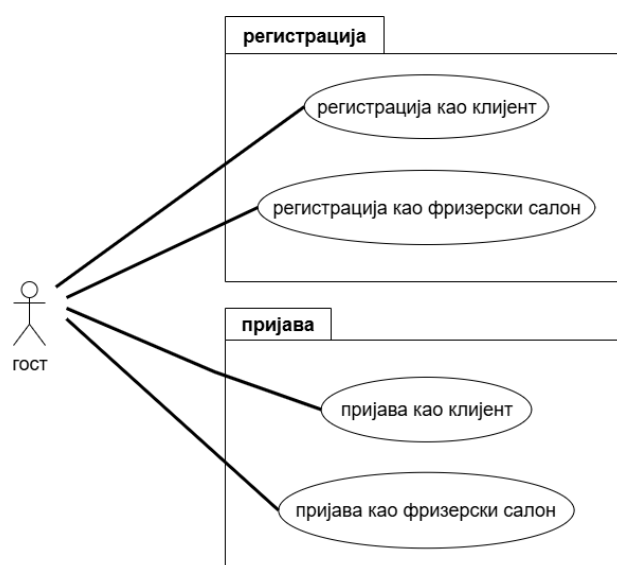 регистрација
регистрација као клијент
регистрација као фризерски салон
гост
пријава
пријава као клијент
пријава као фризерски салон